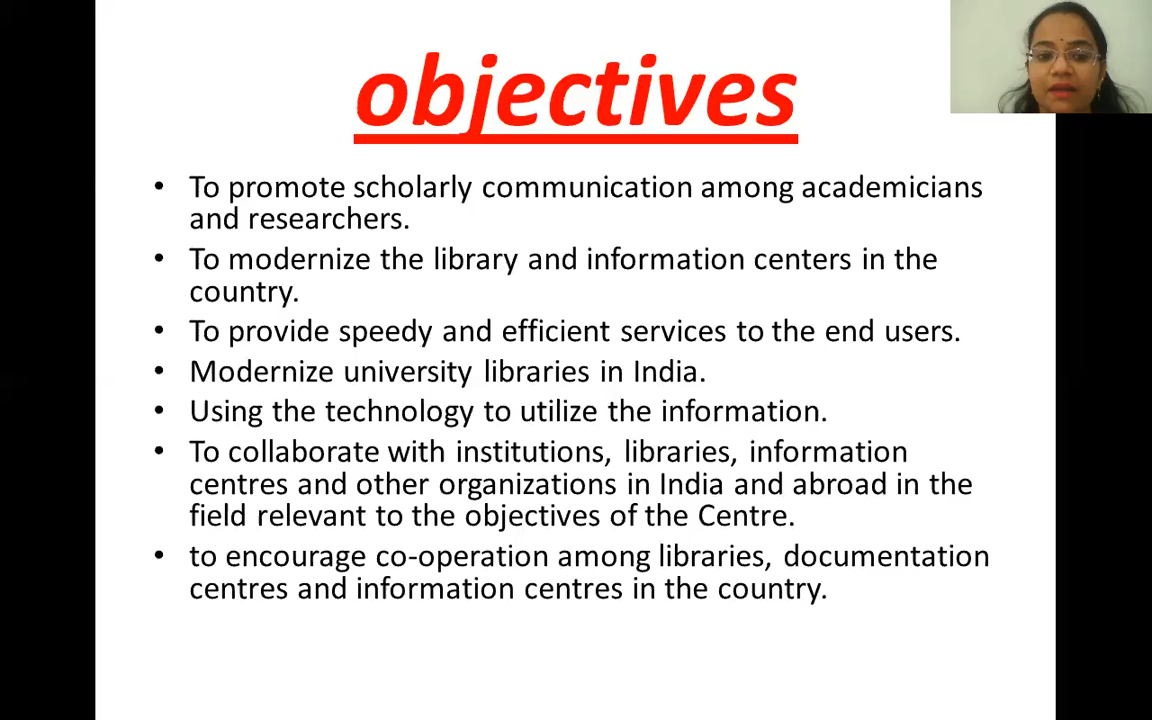 objectives
• To promote scholarly communication among academicians
and researchers.
• To modernize the library and information centers in the
country.
• To provide speedy and efficient services to the end users.
• Modernize university libraries in India.
• Using the technology to utilize the information.
• To collaborate with institutions, libraries, information
centres and other organizations in India and abroad in the
field relevant to the objectives of the Centre.
• to encourage co-operation among libraries, documentation
centres and information centres in the country.